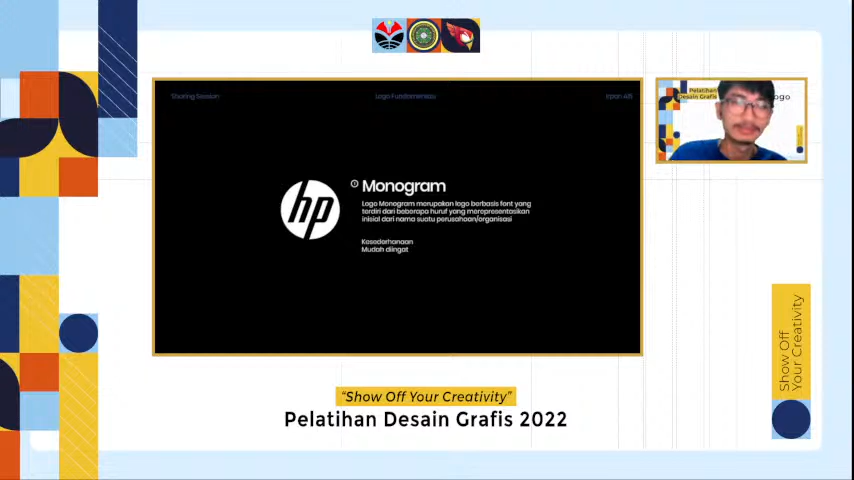 Sharing Session
Logo Fundamentals
hp
Monogram
Logo Monogram merupakan logo berbasis font yang
terdiri dari beberapa huruf yang merepresentasikan
inisial dari nama suatu perusahaan/organisasi
Kesederhanaan
Mudah diingat
Pelatihan
Desain Grafis
ogo
Show Off
Your Creativity
“Show Off Your Creativity”
Pelatihan Desain Grafis 2022